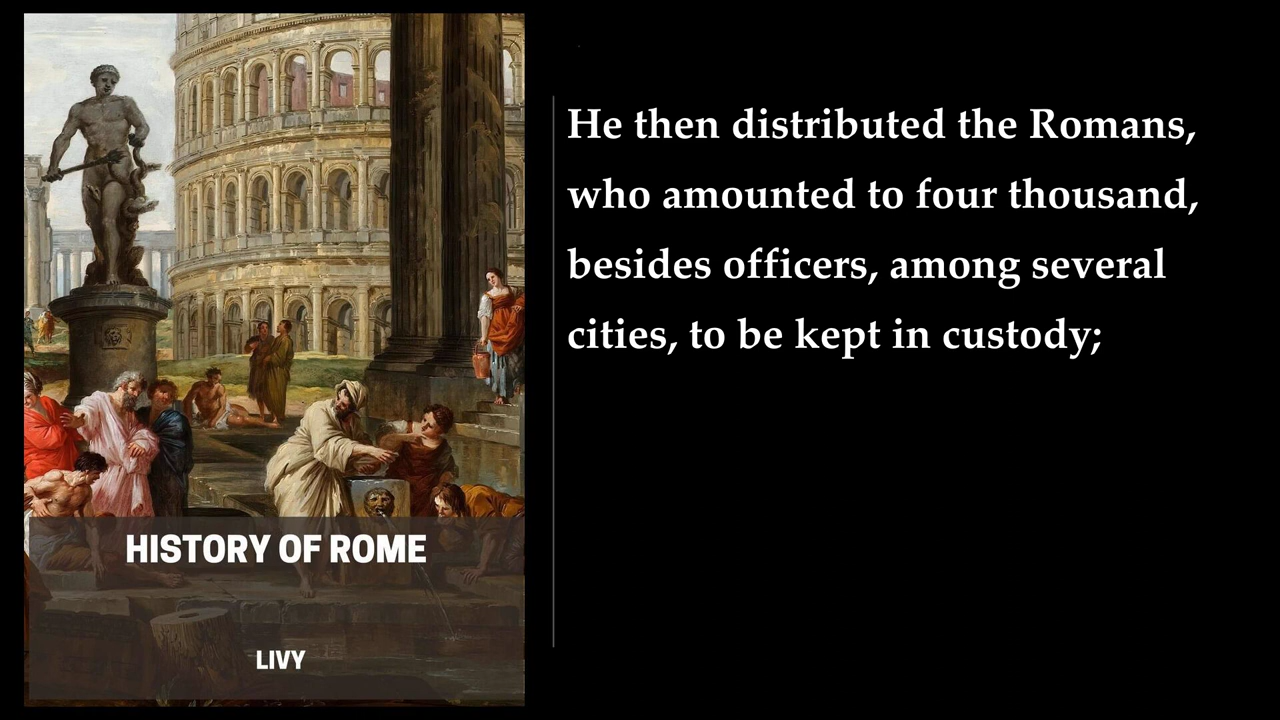 HISTORY OF ROME
LIVY
He then distributed the Romans,
who amounted to four thousand,
besides officers, among several
cities, to be kept in custody;